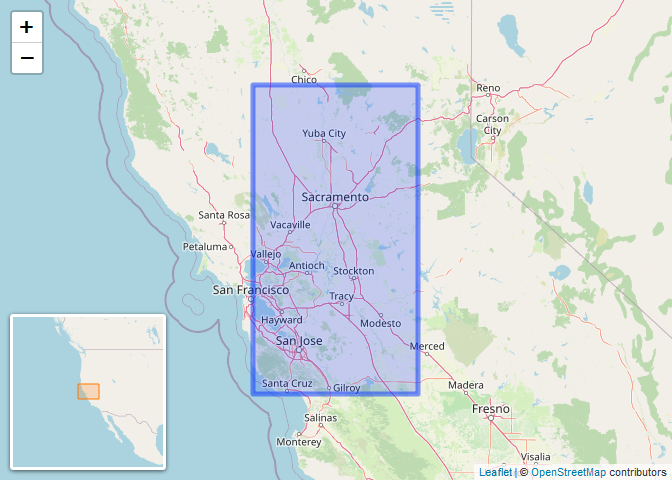 +
−
Chico
Reno
Carson
City
Yuba City
Sacramento
Santa Rosa
Vacaville
Petaluma
Vallejo
Antioch
Stockton
San Francisco
Tracy
Hayward
Modesto
San Jose
Merced
Santa Cruz
Gilroy
Madera
Fresno
Salinas
Monterey
Visalia
Leaflet | © OpenStreetMap contributors